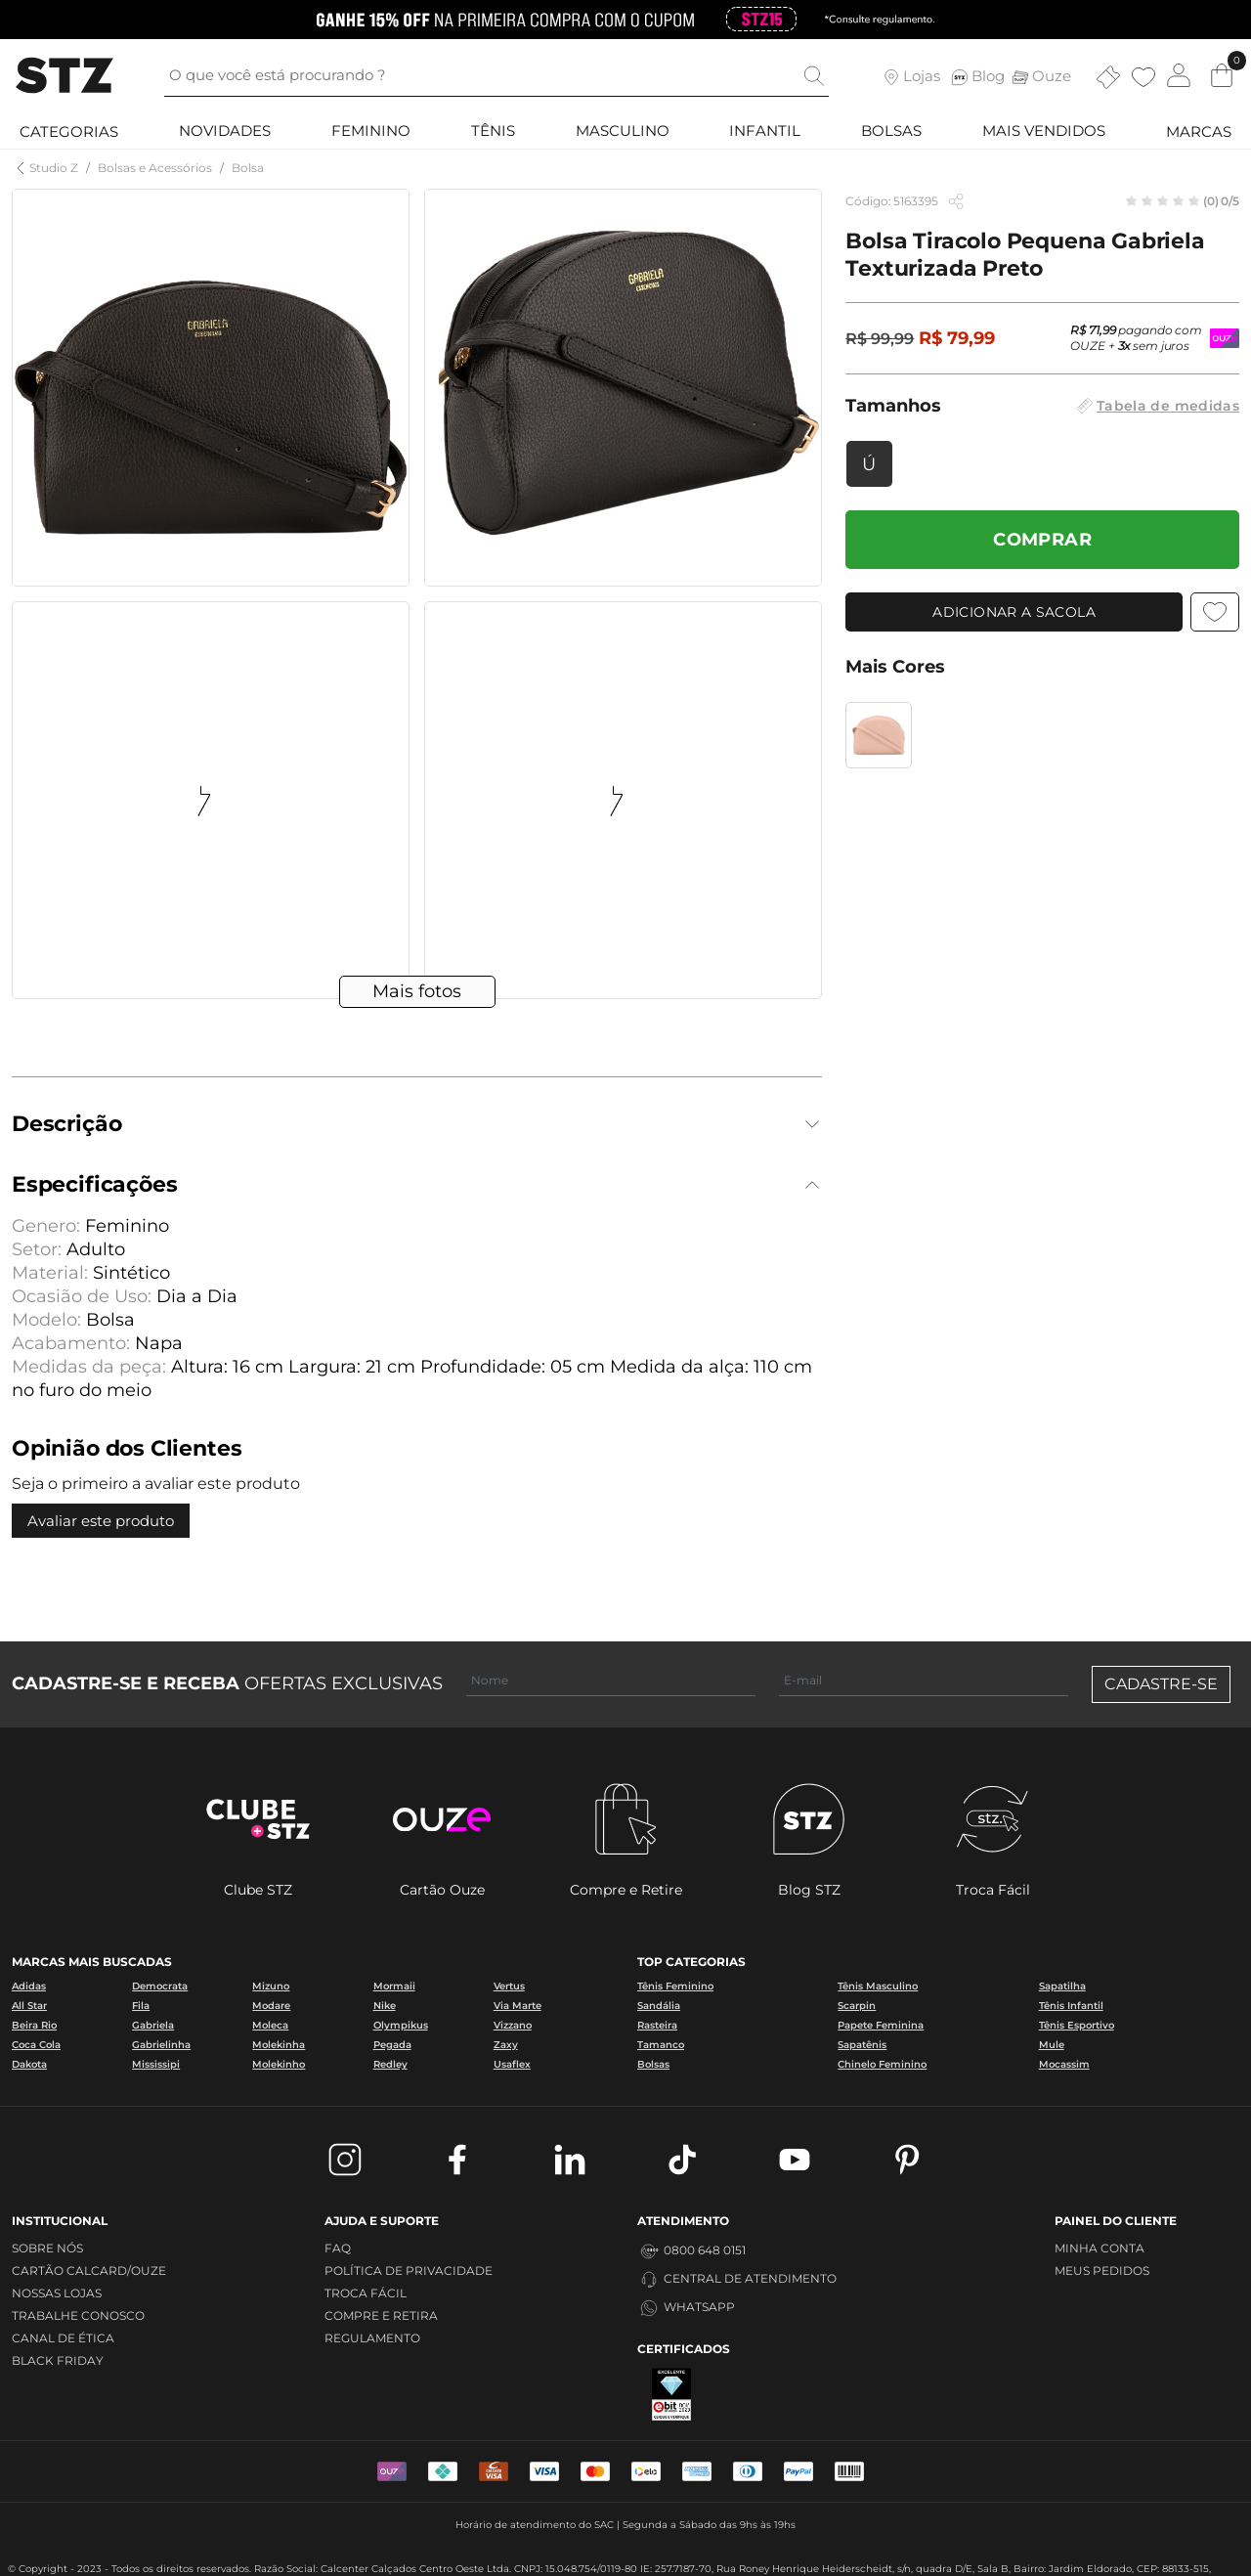 GANHE 15% OFF NA PRIMEIRA COMPRA COM O CUPOM STZ15 *Consulte regulamento.
STZ
O que você está procurando ?
Lojas
STZ Blog
Ouze
0
CATEGORIAS NOVIDADES FEMININO TÊNIS MASCULINO INFANTIL BOLSAS MAIS VENDIDOS MARCAS
Studio Z / Bolsas e Acessórios / Bolsa
GABRIELA
ESSENCIAIS
GABRIELA
ESSENCIAIS
Mais fotos
Código: 5163395
(0) 0/5
Bolsa Tiracolo Pequena Gabriela
Texturizada Preto
R$ 99,99 R$ 79,99
R$ 71,99 pagando com
OUZE + 3x sem juros
OUZ
Tamanhos
Tabela de medidas
Ú
COMPRAR
ADICIONAR A SACOLA
Mais Cores
Descrição
Especificações
Genero: Feminino
Setor: Adulto
Material: Sintético
Ocasião de Uso: Dia a Dia
Modelo: Bolsa
Acabamento: Napa
Medidas da peça: Altura: 16 cm Largura: 21 cm Profundidade: 05 cm Medida da alça: 110 cm
no furo do meio
Opinião dos Clientes
Seja o primeiro a avaliar este produto
Avaliar este produto
CADASTRE-SE E RECEBA OFERTAS EXCLUSIVAS
Nome
E-mail
CADASTRE-SE
CLUBE
+STZ
ouze
STZ
stz.
Clube STZ
Cartão Ouze
Compre e Retire
Blog STZ
Troca Fácil
MARCAS MAIS BUSCADAS
Adidas Democrata Mizuno Mormaii Vertus
All Star Fila Modare Nike Via Marte
Beira Rio Gabriela Moleca Olympikus Vizzano
Coca Cola Gabrielinha Molekinha Pegada Zaxy
Dakota Mississipi Molekinho Redley Usaflex
TOP CATEGORIAS
Tênis Feminino Tênis Masculino Sapatilha
Sandália Scarpin Tênis Infantil
Rasteira Papete Feminina Tênis Esportivo
Tamanco Sapatênis Mule
Bolsas Chinelo Feminino Mocassim
INSTITUCIONAL
SOBRE NÓS
CARTÃO CALCARD/OUZE
NOSSAS LOJAS
TRABALHE CONOSCO
CANAL DE ÉTICA
BLACK FRIDAY
AJUDA E SUPORTE
FAQ
POLÍTICA DE PRIVACIDADE
TROCA FÁCIL
COMPRE E RETIRA
REGULAMENTO
ATENDIMENTO
0800 648 0151
CENTRAL DE ATENDIMENTO
WHATSAPP
CERTIFICADOS
EXCELENTE
ebit
PAINEL DO CLIENTE
MINHA CONTA
MEUS PEDIDOS
OUZ
VISA
VISA
elo
PayPal
Horário de atendimento do SAC | Segunda a Sábado das 9hs às 19hs
© Copyright - 2023 - Todos os direitos reservados. Razão Social: Calcenter Calçados Centro Oeste Ltda. CNPJ: 15.048.754/0119-80 IE: 257.7187-70, Rua Roney Henrique Heiderscheidt, s/n, quadra D/E, Sala B, Bairro: Jardim Eldorado, CEP: 88133-515,